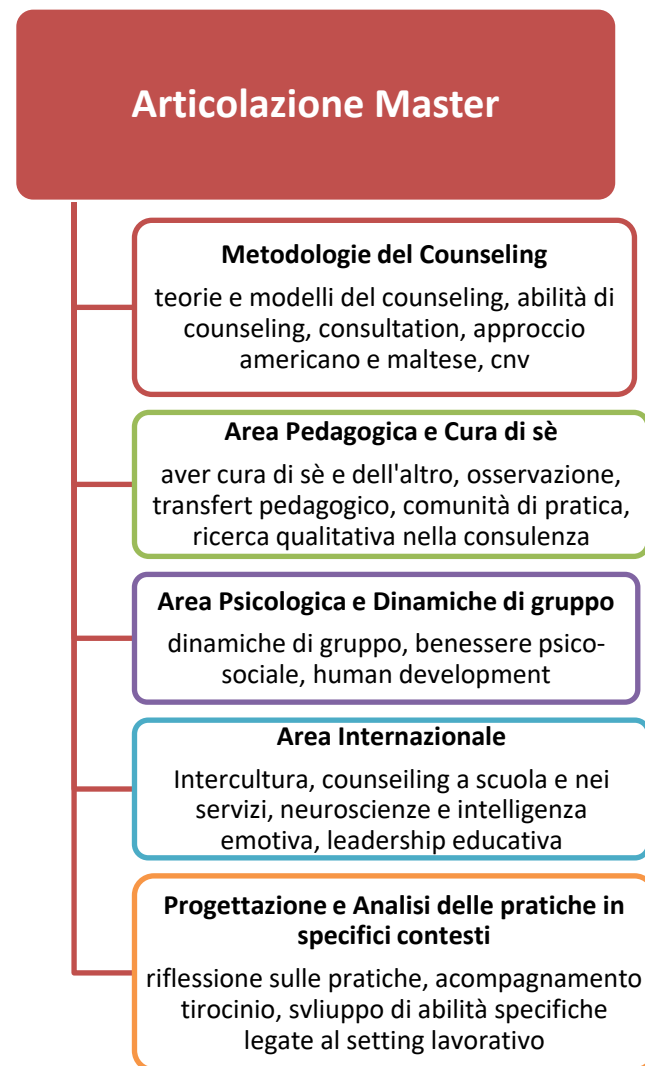 Articolazione Master
Metodologie del Counseling
teorie e modelli del counseling, abilità di
counseling, consultation, approccio
americano e maltese, cnv
Area Pedagogica e Cura di sè
aver cura di sè e dell'altro, osservazione,
transfert pedagogico, comunità di pratica,
ricerca qualitativa nella consulenza
Area Psicologica e Dinamiche di gruppo
dinamiche di gruppo, benessere psico-
sociale, human development
Area Internazionale
Intercultura, counseiling a scuola e nei
servizi, neuroscienze e intelligenza
emotiva, leadership educativa
Progettazione e Analisi delle pratiche in
specifici contesti
riflessione sulle pratiche, acompagnamento
tirocinio, svliuppo di abilità specifiche
legate al setting lavorativo